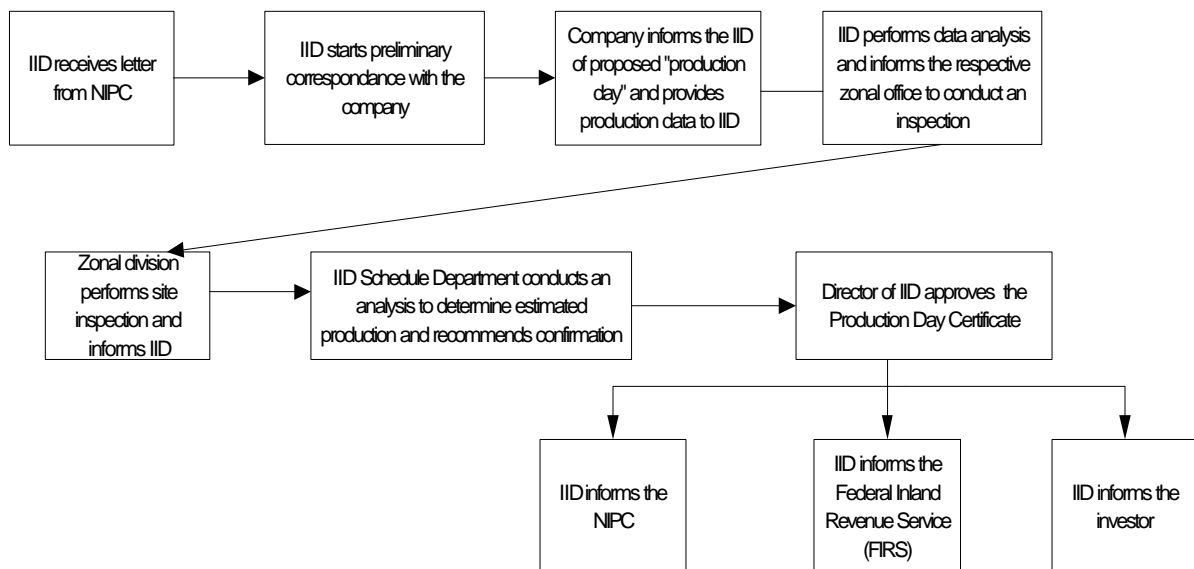 IID receives letter
from NIPC
IID starts preliminary
correspondance with the
company
Company informs the IID
of proposed "production
day" and provides
production data to IID
IID performs data analysis
and informs the respective
zonal office to conduct an
inspection
Zonal division
performs site
inspection and
informs IID
IID Schedule Department conducts an
analysis to determine estimated
production and recommends confirmation
Director of IID approves the
Production Day Certificate
IID informs the
NIPC
IID informs the
Federal Inland
Revenue Service
(FIRS)
IID informs the
investor